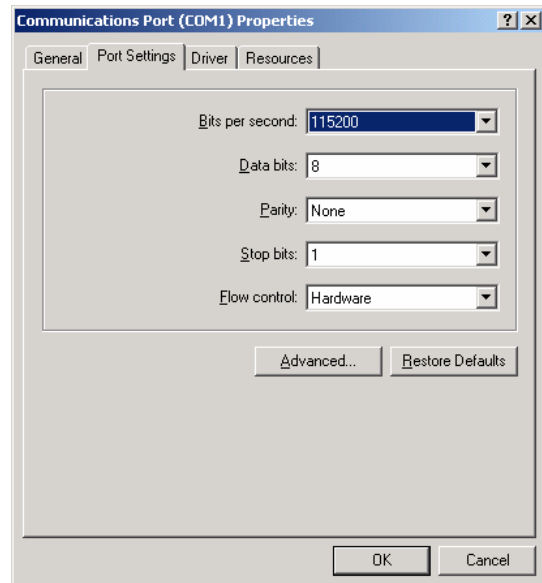 Communications Port (COM1) Properties
General Port Settings Driver Resources
Bits per second: 115200
Data bits: 8
Parity: None
Stop bits: 1
Flow control: Hardware
Advanced... Restore Defaults
OK Cancel